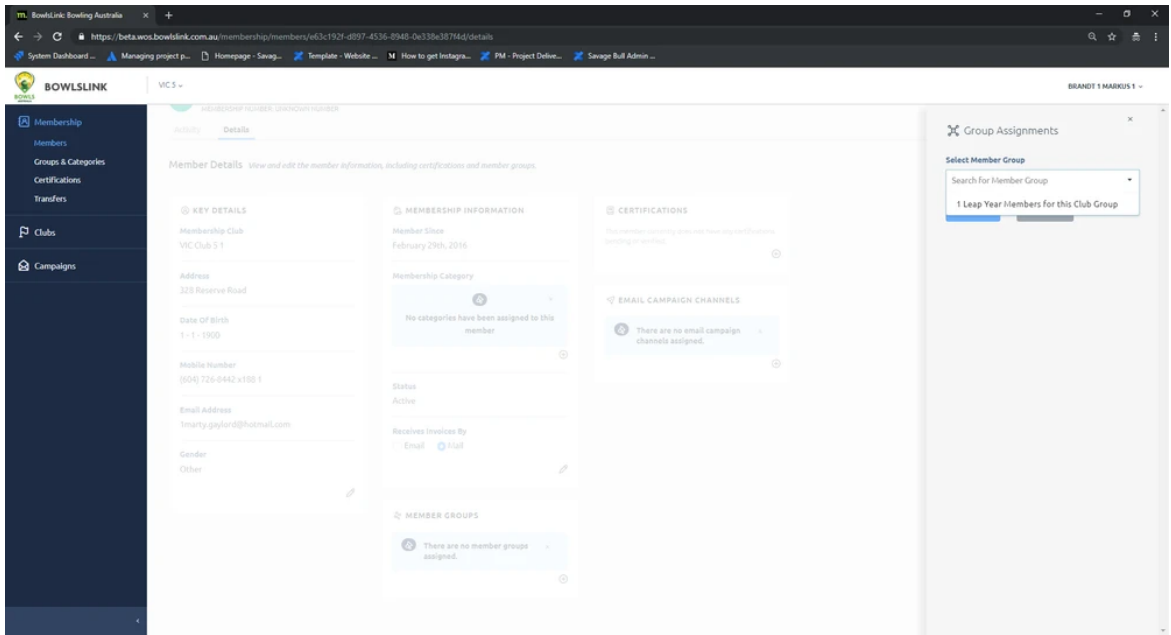 BowlsLink: Bowling Australia
https://beta.wos.bowlslink.com.au/membership/members/e63c192f-d897-4536-8948-0e338e387f4d/details
System Dashboard ...
Managing project p...
Homepage - Savag...
Template - Website ...
How to get Instagra...
PM - Project Delive...
Savage Bull Admin ...
BOWLS
BOWLSLINK
VIC 5
BRANDT 1 MARKUS 1
Membership
Members
Groups & Categories
Certifications
Transfers
Clubs
Campaigns
MEMBERSHIP NUMBER: UNKNOWN NUMBER
Details
Member Details View and edit the member information, including certifications and member groups.
KEY DETAILS
Membership Club
VIC Club 5 1
Address
328 Reserve Road
Date Of Birth
1 - 1 - 1900
Mobile Number
(604) 726-8442 x188 1
Email Address
1marty.gaylord@hotmail.com
Gender
Other
MEMBERSHIP INFORMATION
Member Since
February 29th, 2016
Membership Category
No categories have been assigned to this
member
Status
Active
Receives Invoices By
Email
Mail
MEMBER GROUPS
There are no member groups
assigned.
CERTIFICATIONS
EMAIL CAMPAIGN CHANNELS
There are no email campaign
channels assigned.
Group Assignments
Select Member Group
Search for Member Group
1 Leap Year Members for this Club Group